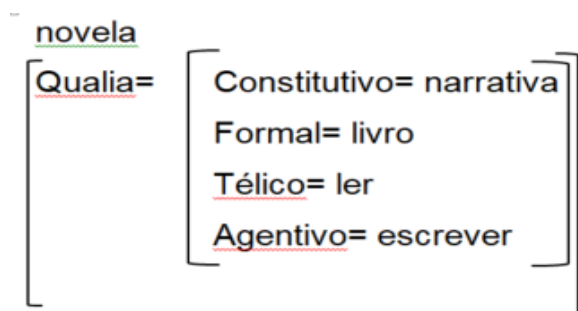 novela
Qualia= Constitutivo= narrativa
Formal= livro
Télico= ler
Agentivo= escrever